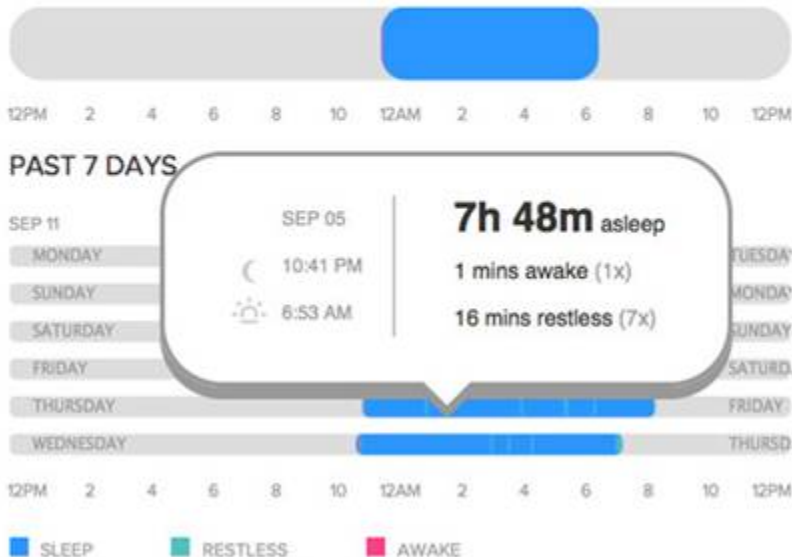 12PM 2 4 6 8 10 12AM 2 4 6 8 10 12PM
PAST 7 DAYS
SEP 11
SEP 05
7h 48m asleep
10:41 PM
1 mins awake (1x)
6:53 AM
16 mins restless (7x)
MONDAY TUESDAY
SUNDAY MONDAY
SATURDAY SUNDAY
FRIDAY SATURD
THURSDAY FRIDAY
WEDNESDAY THURSD
12PM 2 4 6 8 10 12AM 2 4 6 8 10 12PM
SLEEP RESTLESS AWAKE